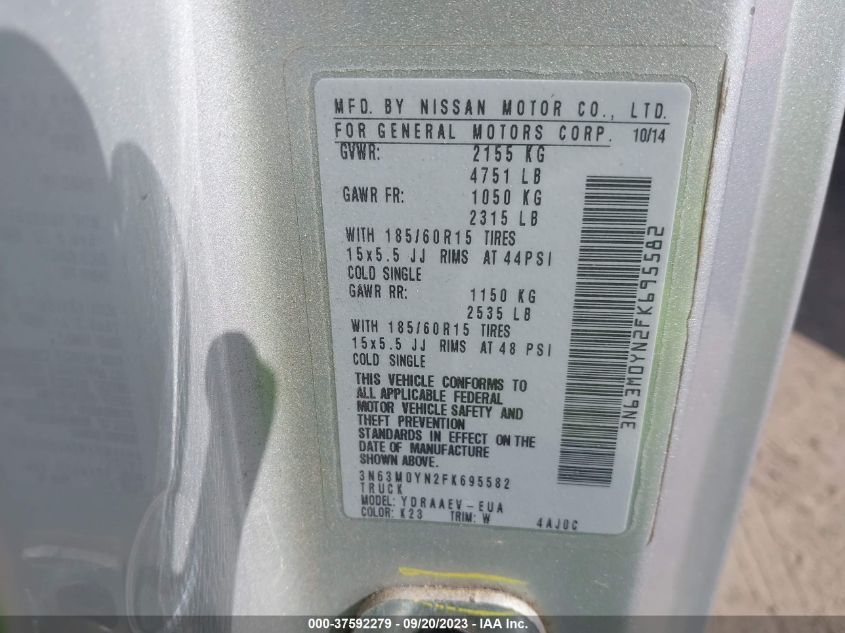 MFD. BY NISSAN MOTOR CO., LTD.
FOR GENERAL MOTORS CORP. 10/14
GVWR: 2155 KG
4751 LB
GAWR FR: 1050 KG
2315 LB
WITH 185/60R15 TIRES
15x5.5 JJ RIMS AT 44PSI
COLD SINGLE
GAWR RR: 1150 KG
2535 LB
WITH 185/60R15 TIRES
15x5.5 JJ RIMS AT 48 PSI
COLD SINGLE
THIS VEHICLE CONFORMS TO
ALL APPLICABLE FEDERAL
MOTOR VEHICLE SAFETY AND
THEFT PREVENTION
STANDARDS IN EFFECT ON THE
DATE OF MANUFACTURE
SHOWN ABOVE.
3N63M0YN2FK695582
TRUCK
MODEL: YDRAAEV-EUA
COLOR: K23 TRIM: W 4AJ0C
3N63M0YN2FK695582
000-37592279 - 09/20/2023 - IAA Inc.